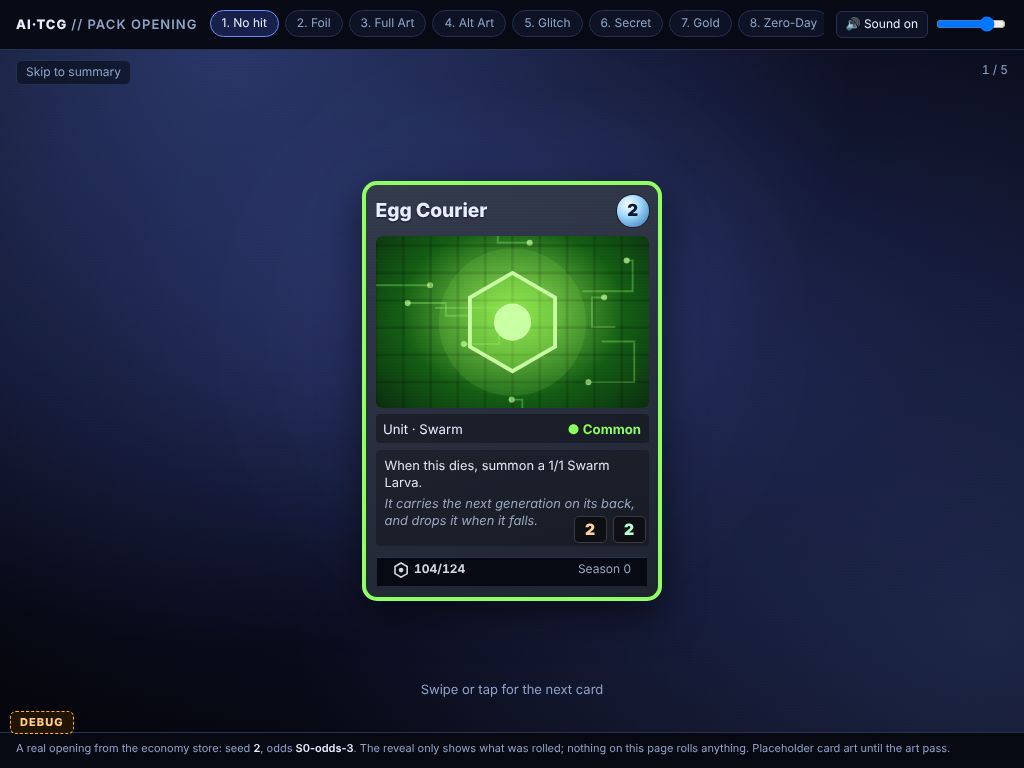 AI·TCG // PACK OPENING
1. No hit
2. Foil
3. Full Art
4. Alt Art
5. Glitch
6. Secret
7. Gold
8. Zero-Day
🔊 Sound on
Skip to summary
1 / 5
Egg Courier
2
Unit · Swarm
Common
When this dies, summon a 1/1 Swarm
Larva.
It carries the next generation on its back,
and drops it when it falls.
2
2
104/124
Season 0
Swipe or tap for the next card
DEBUG
A real opening from the economy store: seed 2, odds S0-odds-3. The reveal only shows what was rolled; nothing on this page rolls anything. Placeholder card art until the art pass.